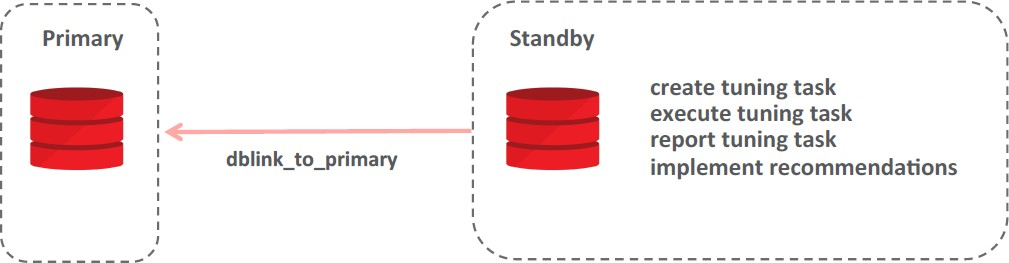 Primary
dblink_to_primary
Standby
create tuning task
execute tuning task
report tuning task
implement recommendations